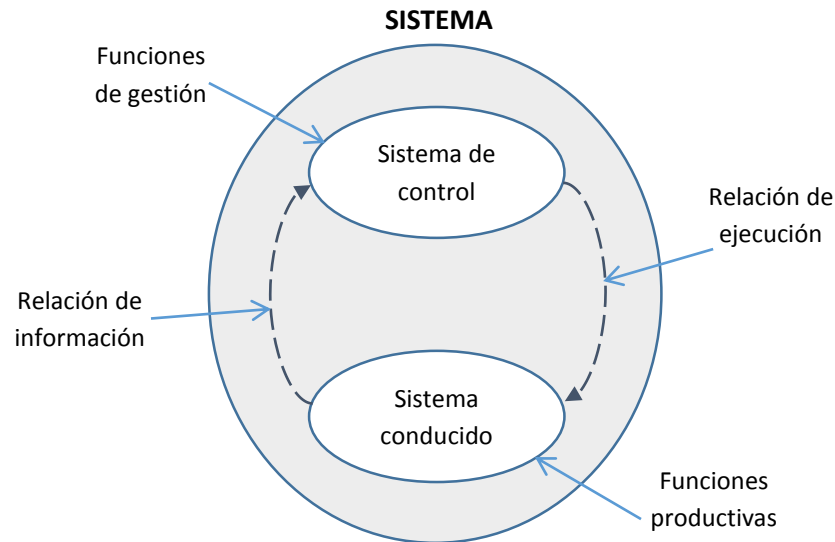 SISTEMA
Funciones
de gestión
Sistema de
control
Relación de
ejecución
Relación de
información
Sistema
conducido
Funciones
productivas